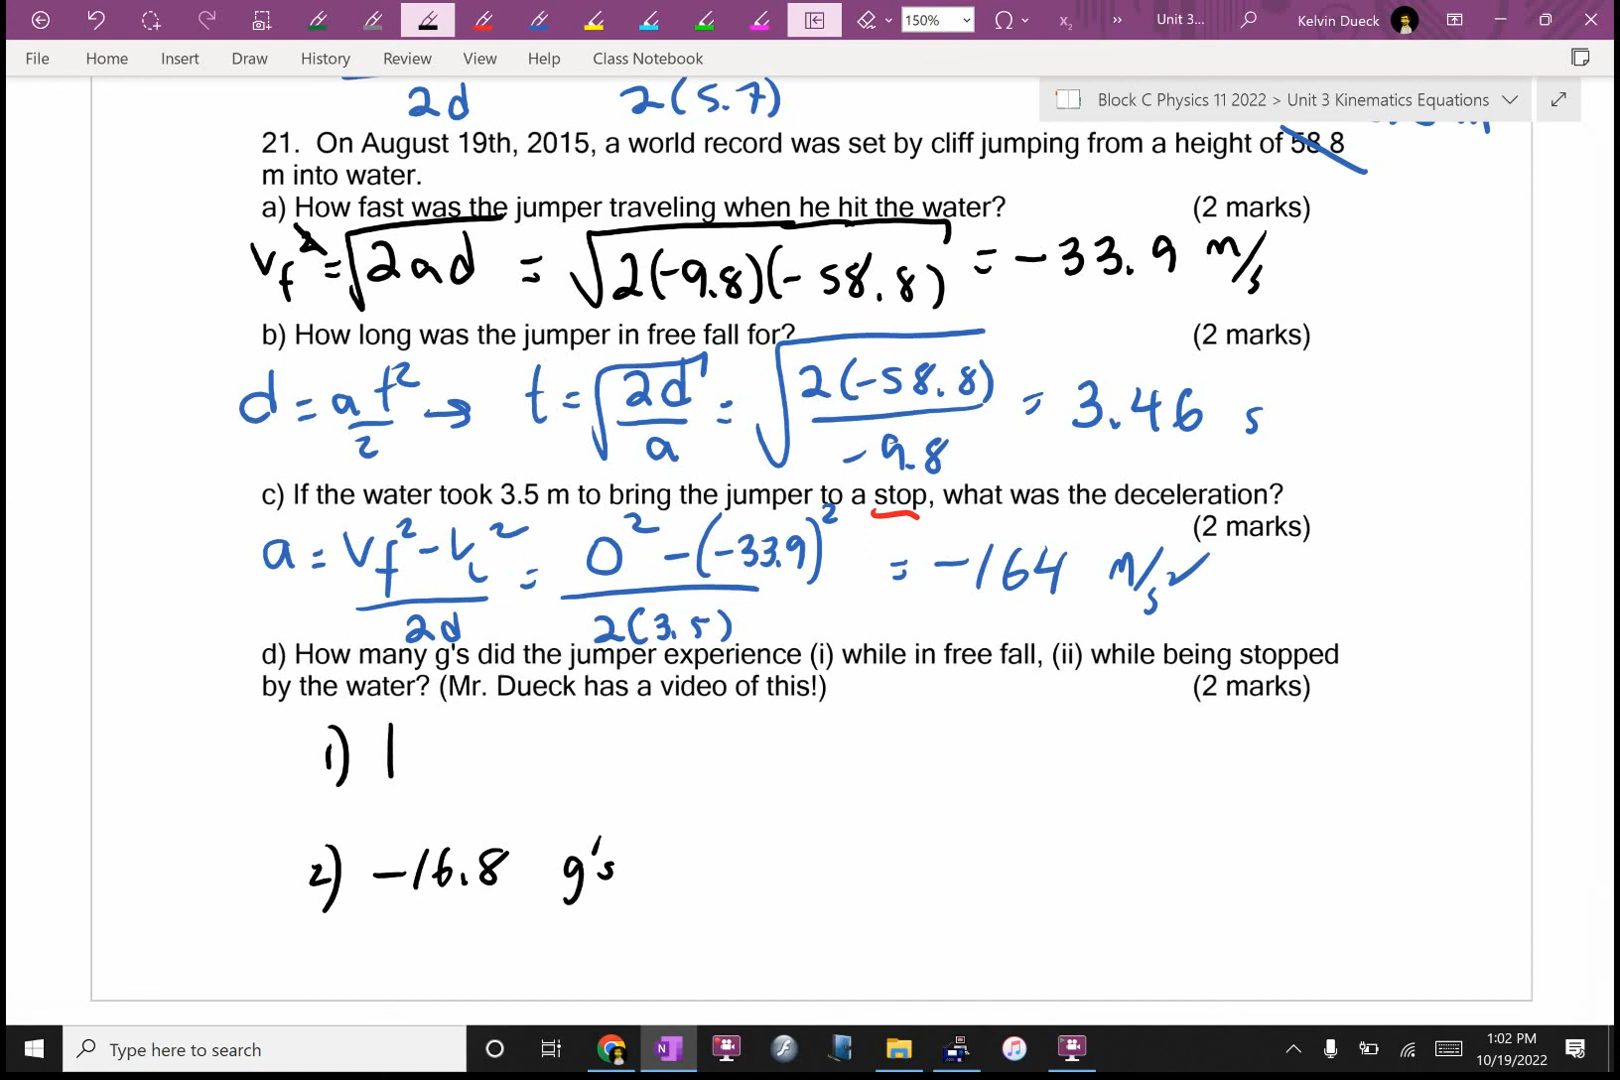 150%
Unit 3...
Kelvin Dueck
File Home Insert Draw History Review View Help Class Notebook
Block C Physics 11 2022 > Unit 3 Kinematics Equations
2d 2(5.7)
21. On August 19th, 2015, a world record was set by cliff jumping from a height of 58.8
m into water.
a) How fast was the jumper traveling when he hit the water? (2 marks)
vf² = √2ad = √2(-9.8)(-58.8) = -33.9 m/s
b) How long was the jumper in free fall for? (2 marks)
d = at²/2 → t = √2d/a = √2(-58.8)/-9.8 = 3.46 s
c) If the water took 3.5 m to bring the jumper to a stop, what was the deceleration?
(2 marks)
a = vf² - vi²/2d = 0² - (-33.9)²/2(3.5) = -164 m/s²
d) How many g's did the jumper experience (i) while in free fall, (ii) while being stopped
by the water? (Mr. Dueck has a video of this!) (2 marks)
1) 1
2) -16.8 g's
Type here to search
1:02 PM
10/19/2022